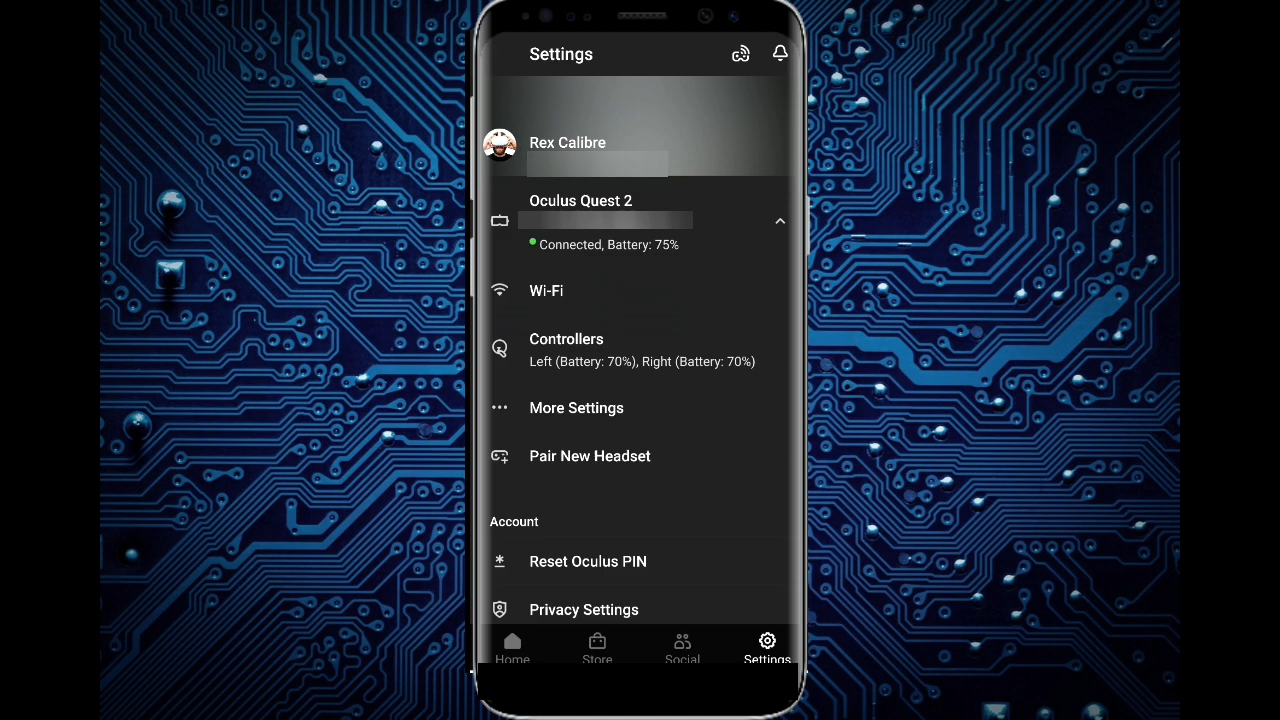 Settings
Rex Calibre
Oculus Quest 2
Connected, Battery: 75%
Wi-Fi
Controllers
Left (Battery: 70%), Right (Battery: 70%)
More Settings
Pair New Headset
Account
Reset Oculus PIN
Privacy Settings
Home Store Social Settings